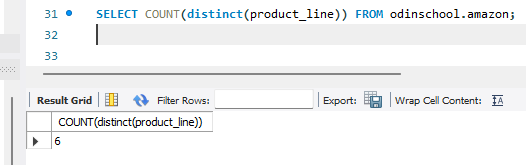 31 SELECT COUNT(distinct(product_line)) FROM odinschool.amazon;
32
33
Result Grid Filter Rows: Export: Wrap Cell Content:
COUNT(distinct(product_line))
6